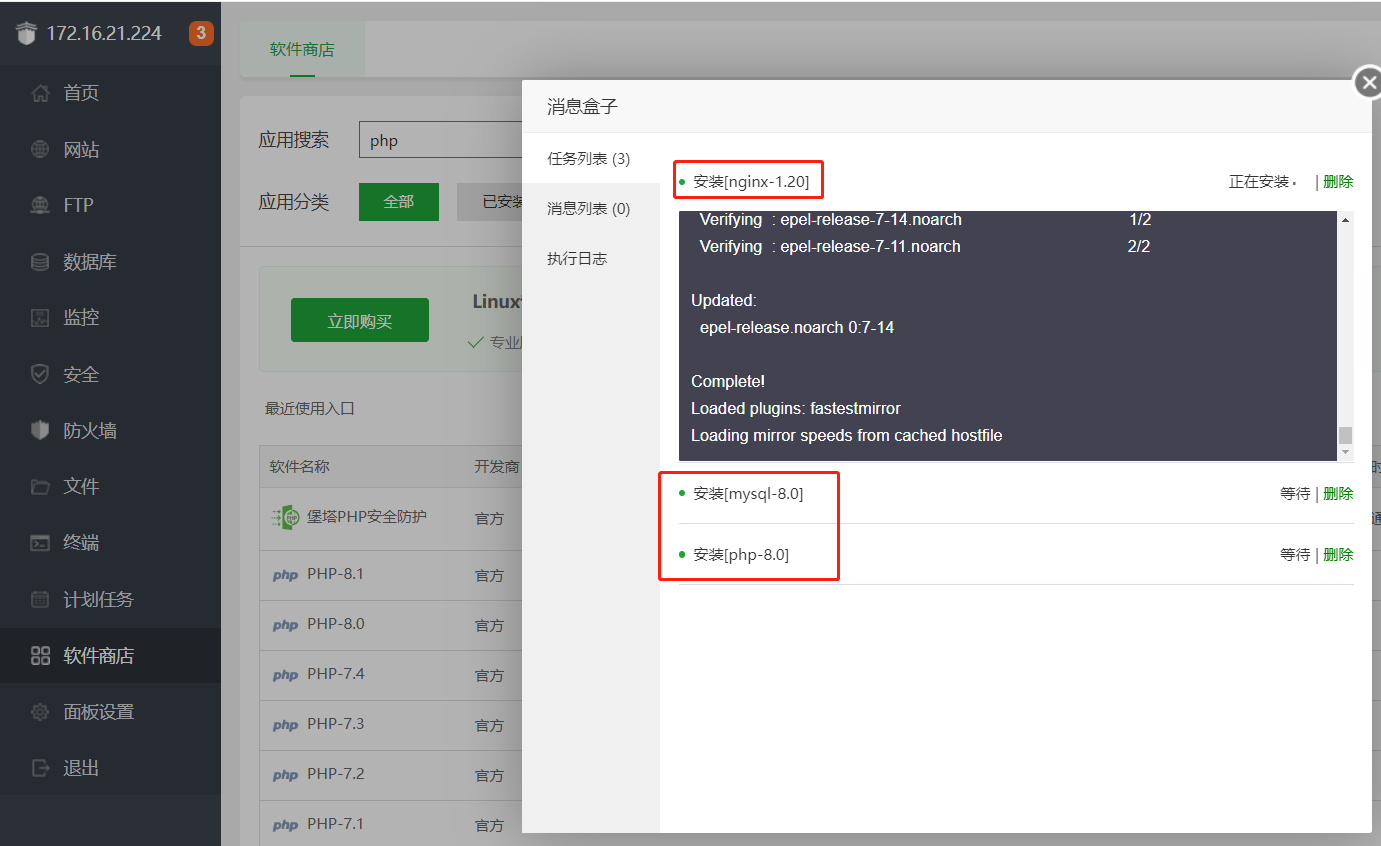 172.16.21.224 3
首页
网站
FTP
数据库
监控
安全
防火墙
文件
终端
计划任务
软件商店
面板设置
退出
软件商店
应用搜索 php
应用分类 全部 已安装
立即购买 Linux
专业
最近使用入口
软件名称 开发商
堡塔PHP安全防护 官方
php PHP-8.1 官方
php PHP-8.0 官方
php PHP-7.4 官方
php PHP-7.3 官方
php PHP-7.2 官方
php PHP-7.1 官方
消息盒子
任务列表 (3)
消息列表 (0)
执行日志
安装[nginx-1.20] 正在安装. | 删除
Verifying : epel-release-7-14.noarch 1/2
Verifying : epel-release-7-11.noarch 2/2
Updated:
epel-release.noarch 0:7-14
Complete!
Loaded plugins: fastestmirror
Loading mirror speeds from cached hostfile
安装[mysql-8.0] 等待 | 删除
安装[php-8.0] 等待 | 删除